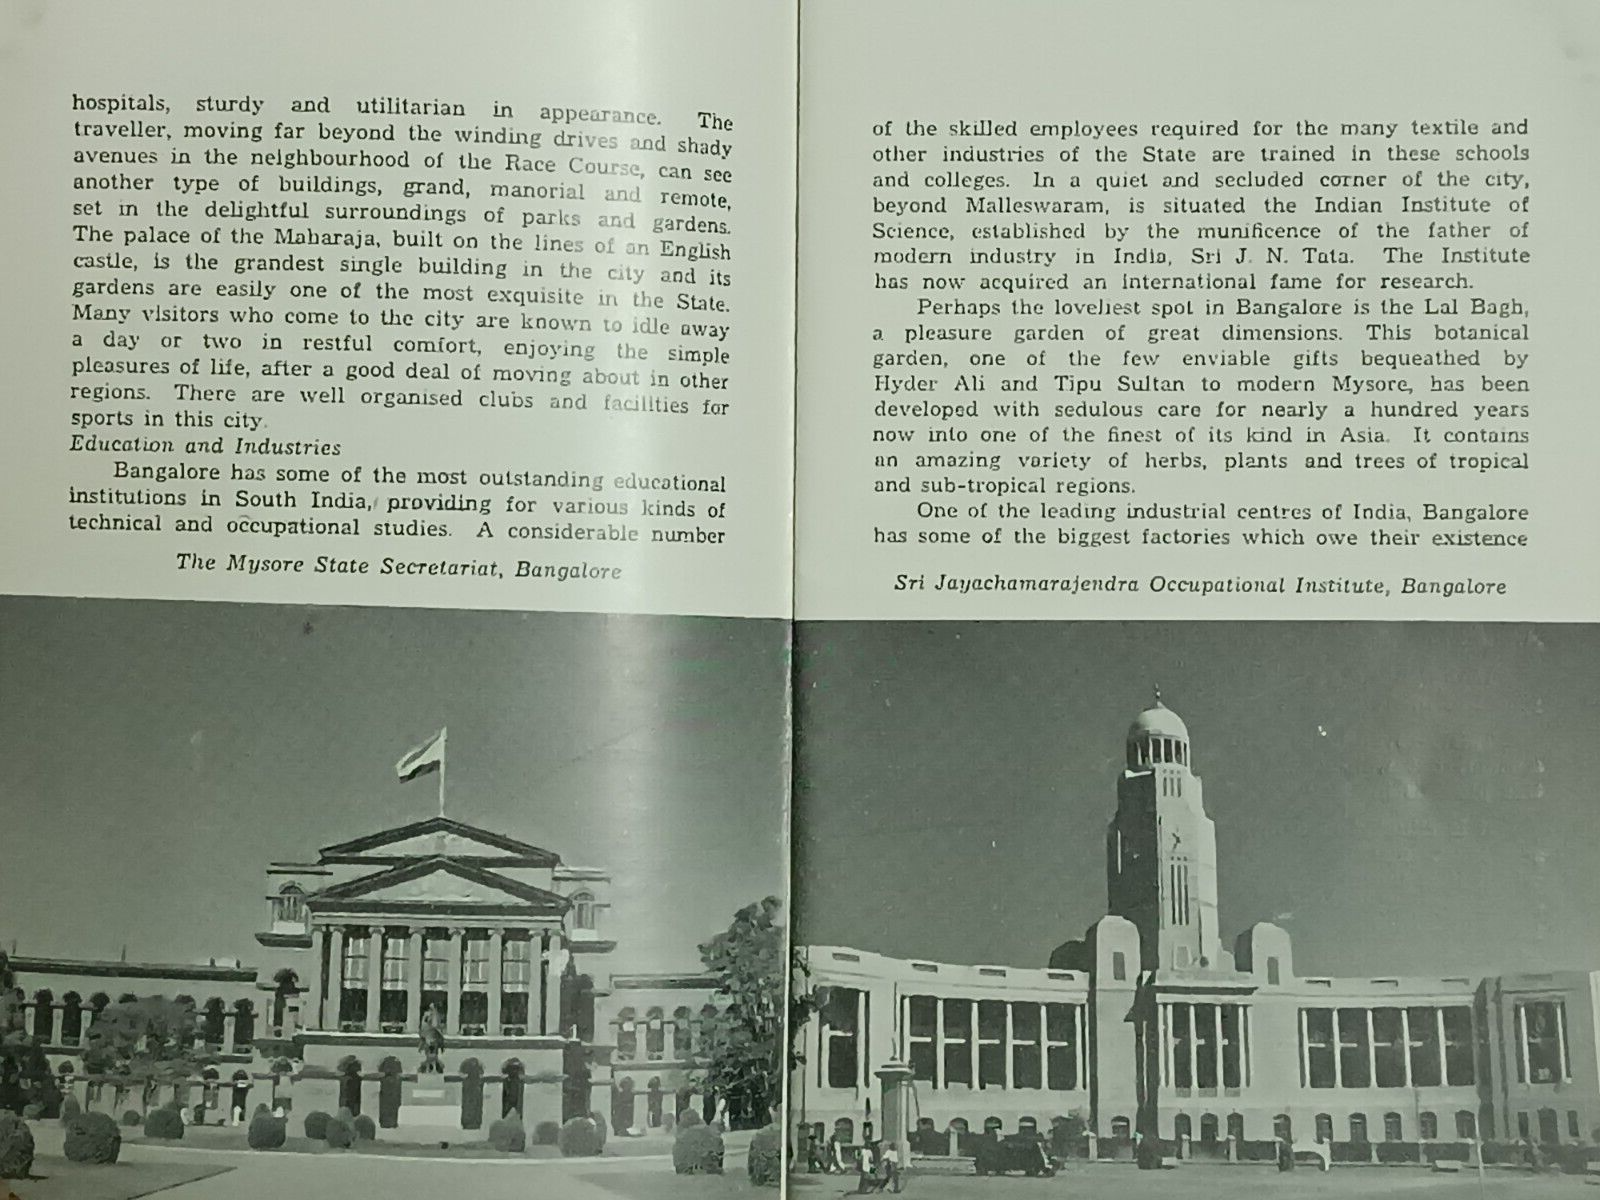 hospitals, sturdy and utilitarian in appearance. The
traveller, moving far beyond the winding drives and shady
avenues in the neighbourhood of the Race Course, can see
another type of buildings, grand, manorial and remote,
set in the delightful surroundings of parks and gardens.
The palace of the Maharaja, built on the lines of an English
castle, is the grandest single building in the city and its
gardens are easily one of the most exquisite in the State.
Many visitors who come to the city are known to idle away
a day or two in restful comfort, enjoying the simple
pleasures of life, after a good deal of moving about in other
regions. There are well organised clubs and facilities for
sports in this city.
Education and Industries
Bangalore has some of the most outstanding educational
institutions in South India, providing for various kinds of
technical and occupational studies. A considerable number
The Mysore State Secretariat, Bangalore
of the skilled employees required for the many textile and
other industries of the State are trained in these schools
and colleges. In a quiet and secluded corner of the city,
beyond Malleswaram, is situated the Indian Institute of
Science, established by the munificence of the father of
modern industry in India, Sri J. N. Tata. The Institute
has now acquired an international fame for research.
Perhaps the loveliest spot in Bangalore is the Lal Bagh,
a pleasure garden of great dimensions. This botanical
garden, one of the few enviable gifts bequeathed by
Hyder Ali and Tipu Sultan to modern Mysore, has been
developed with sedulous care for nearly a hundred years
now into one of the finest of its kind in Asia. It contains
an amazing variety of herbs, plants and trees of tropical
and sub-tropical regions.
One of the leading industrial centres of India, Bangalore
has some of the biggest factories which owe their existence
Sri Jayachamarajendra Occupational Institute, Bangalore